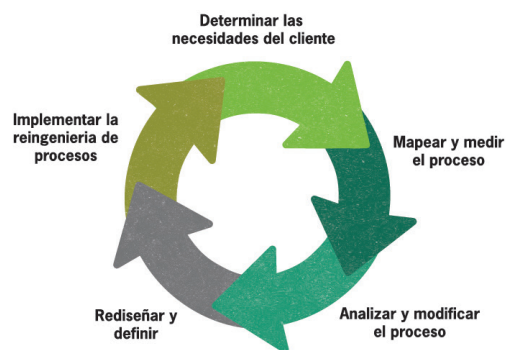 Determinar las
necesidades del cliente
Mapear y medir
el proceso
Analizar y modificar
el proceso
Rediseñar y
definir
Implementar la
reingenieria de
procesos